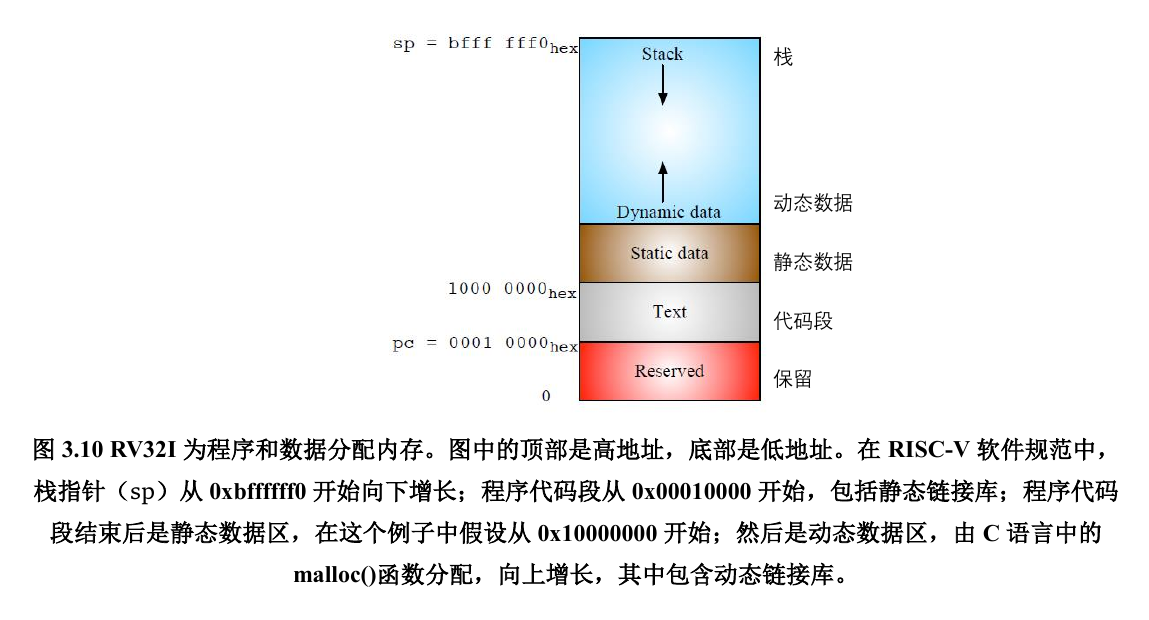 sp = bfff fff0hex
Stack
栈
Dynamic data
动态数据
Static data
静态数据
1000 0000hex
Text
代码段
pc = 0001 0000hex
Reserved
保留
0
图 3.10 RV32I 为程序和数据分配内存。图中的顶部是高地址，底部是低地址。在 RISC-V 软件规范中，
栈指针（sp）从 0xbffffff0 开始向下增长；程序代码段从 0x00010000 开始，包括静态链接库；程序代码
段结束后是静态数据区，在这个例子中假设从 0x10000000 开始；然后是动态数据区，由 C 语言中的
malloc()函数分配，向上增长，其中包含动态链接库。